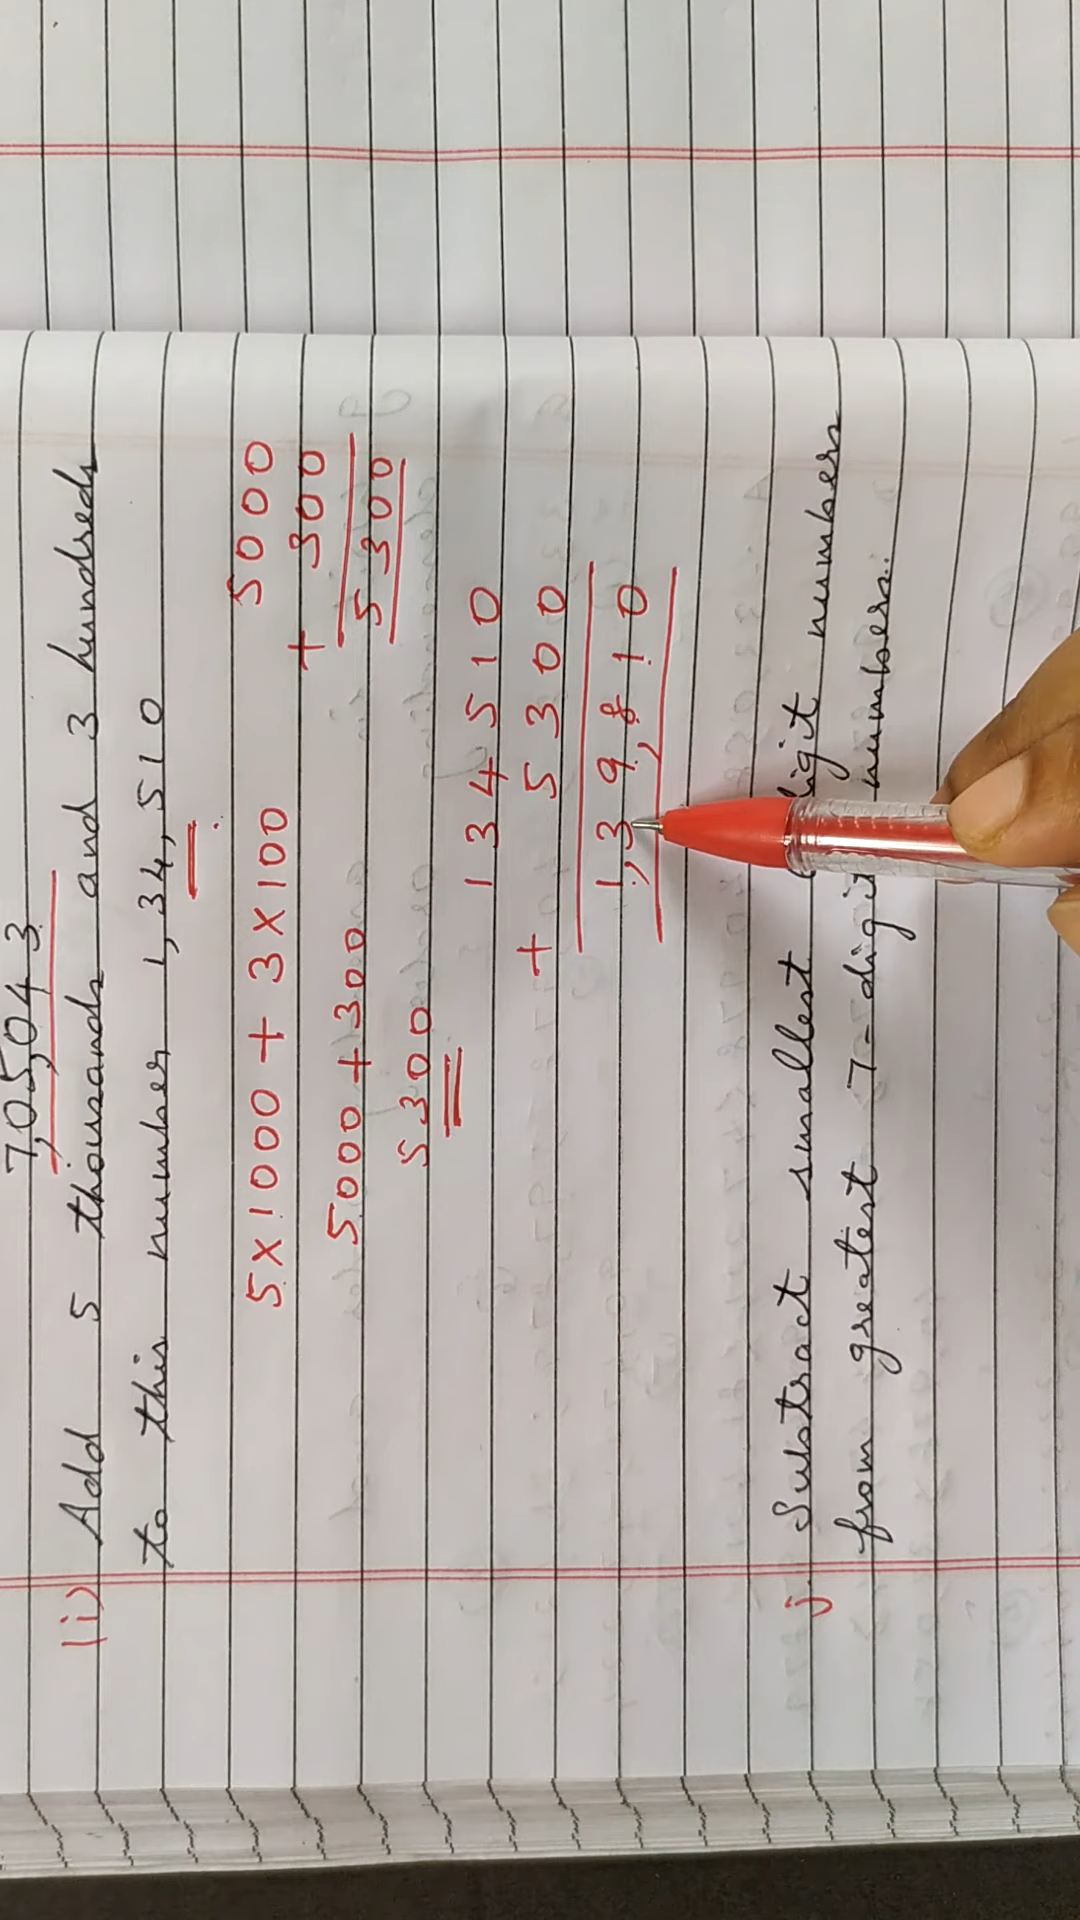 7,05,043
1i) Add 5 thousands and 3 hundreds
to this number 1,34,510
5×1000 + 3×100 5000
+ 300
5000 + 300 5300
5300
134510
+ 5300
1,39,810
j. Substract smallest digit numbers
from greatest 7-digit numbers.